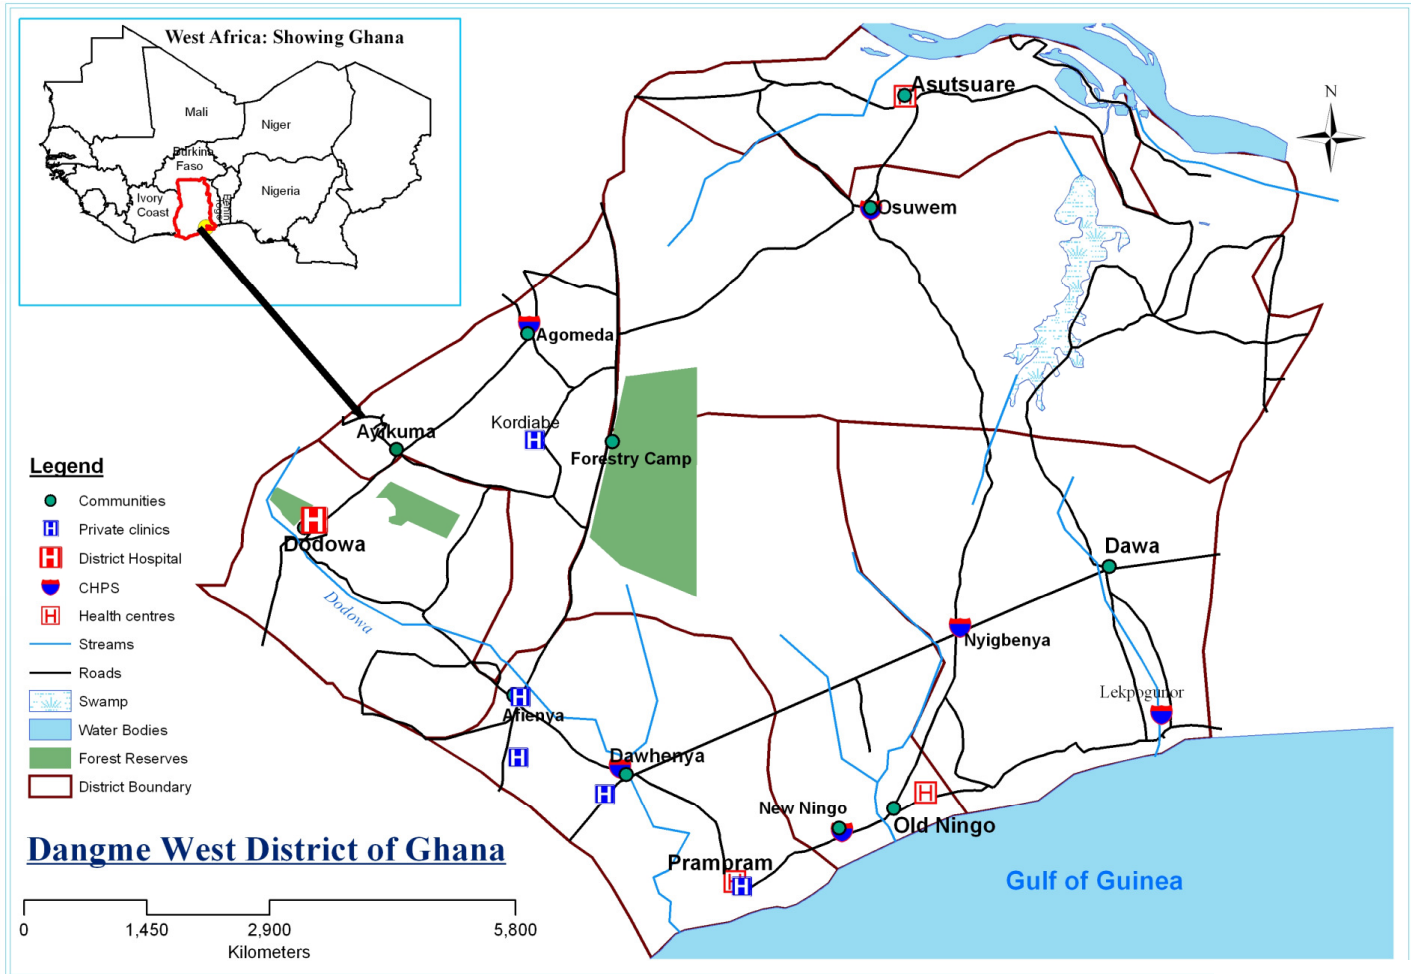 West Africa: Showing Ghana
Mali
Niger
Burkina
Faso
Nigeria
Ivory
Coast
Benin
Togo
N
Asutsuare
Osuwem
Agomeda
Kordiabe
Ayikuma
Forestry Camp
Dodowa
Dodowa
Dawa
Nyigbenya
Lekpogunor
Afienya
Dawhenya
New Ningo
Old Ningo
Prampram
Gulf of Guinea
Legend
Communities
H Private clinics
H District Hospital
CHPS
H Health centres
Streams
Roads
Swamp
Water Bodies
Forest Reserves
District Boundary
Dangme West District of Ghana
0 1,450 2,900 5,800
Kilometers